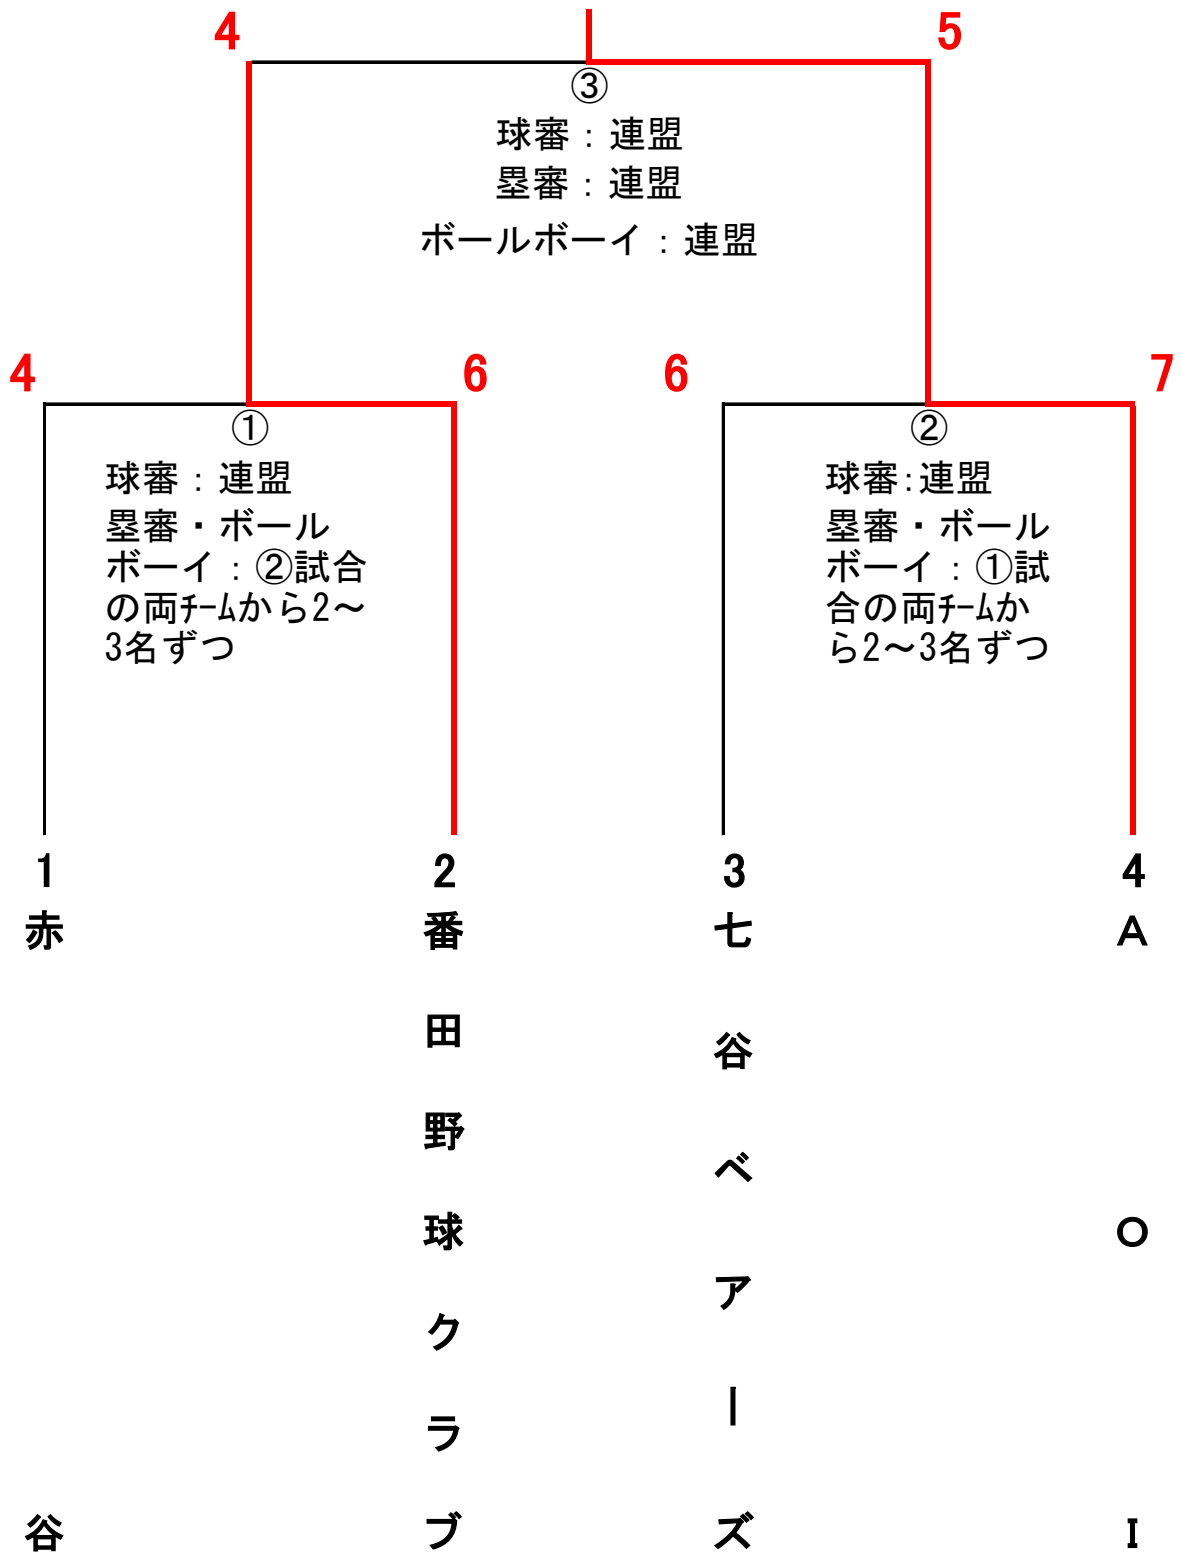 4
5
③
球審：連盟
塁審：連盟
ボールボーイ：連盟
4
6
6
7
①
球審：連盟
塁審・ボール
ボーイ：②試合
の両ﾁｰﾑから2～
3名ずつ
②
球審:連盟
塁審・ボール
ボーイ：①試
合の両ﾁｰﾑか
ら2～3名ずつ
1
赤谷
2
番田野球クラブ
3
七谷ベアーズ
4
ＡＯＩ